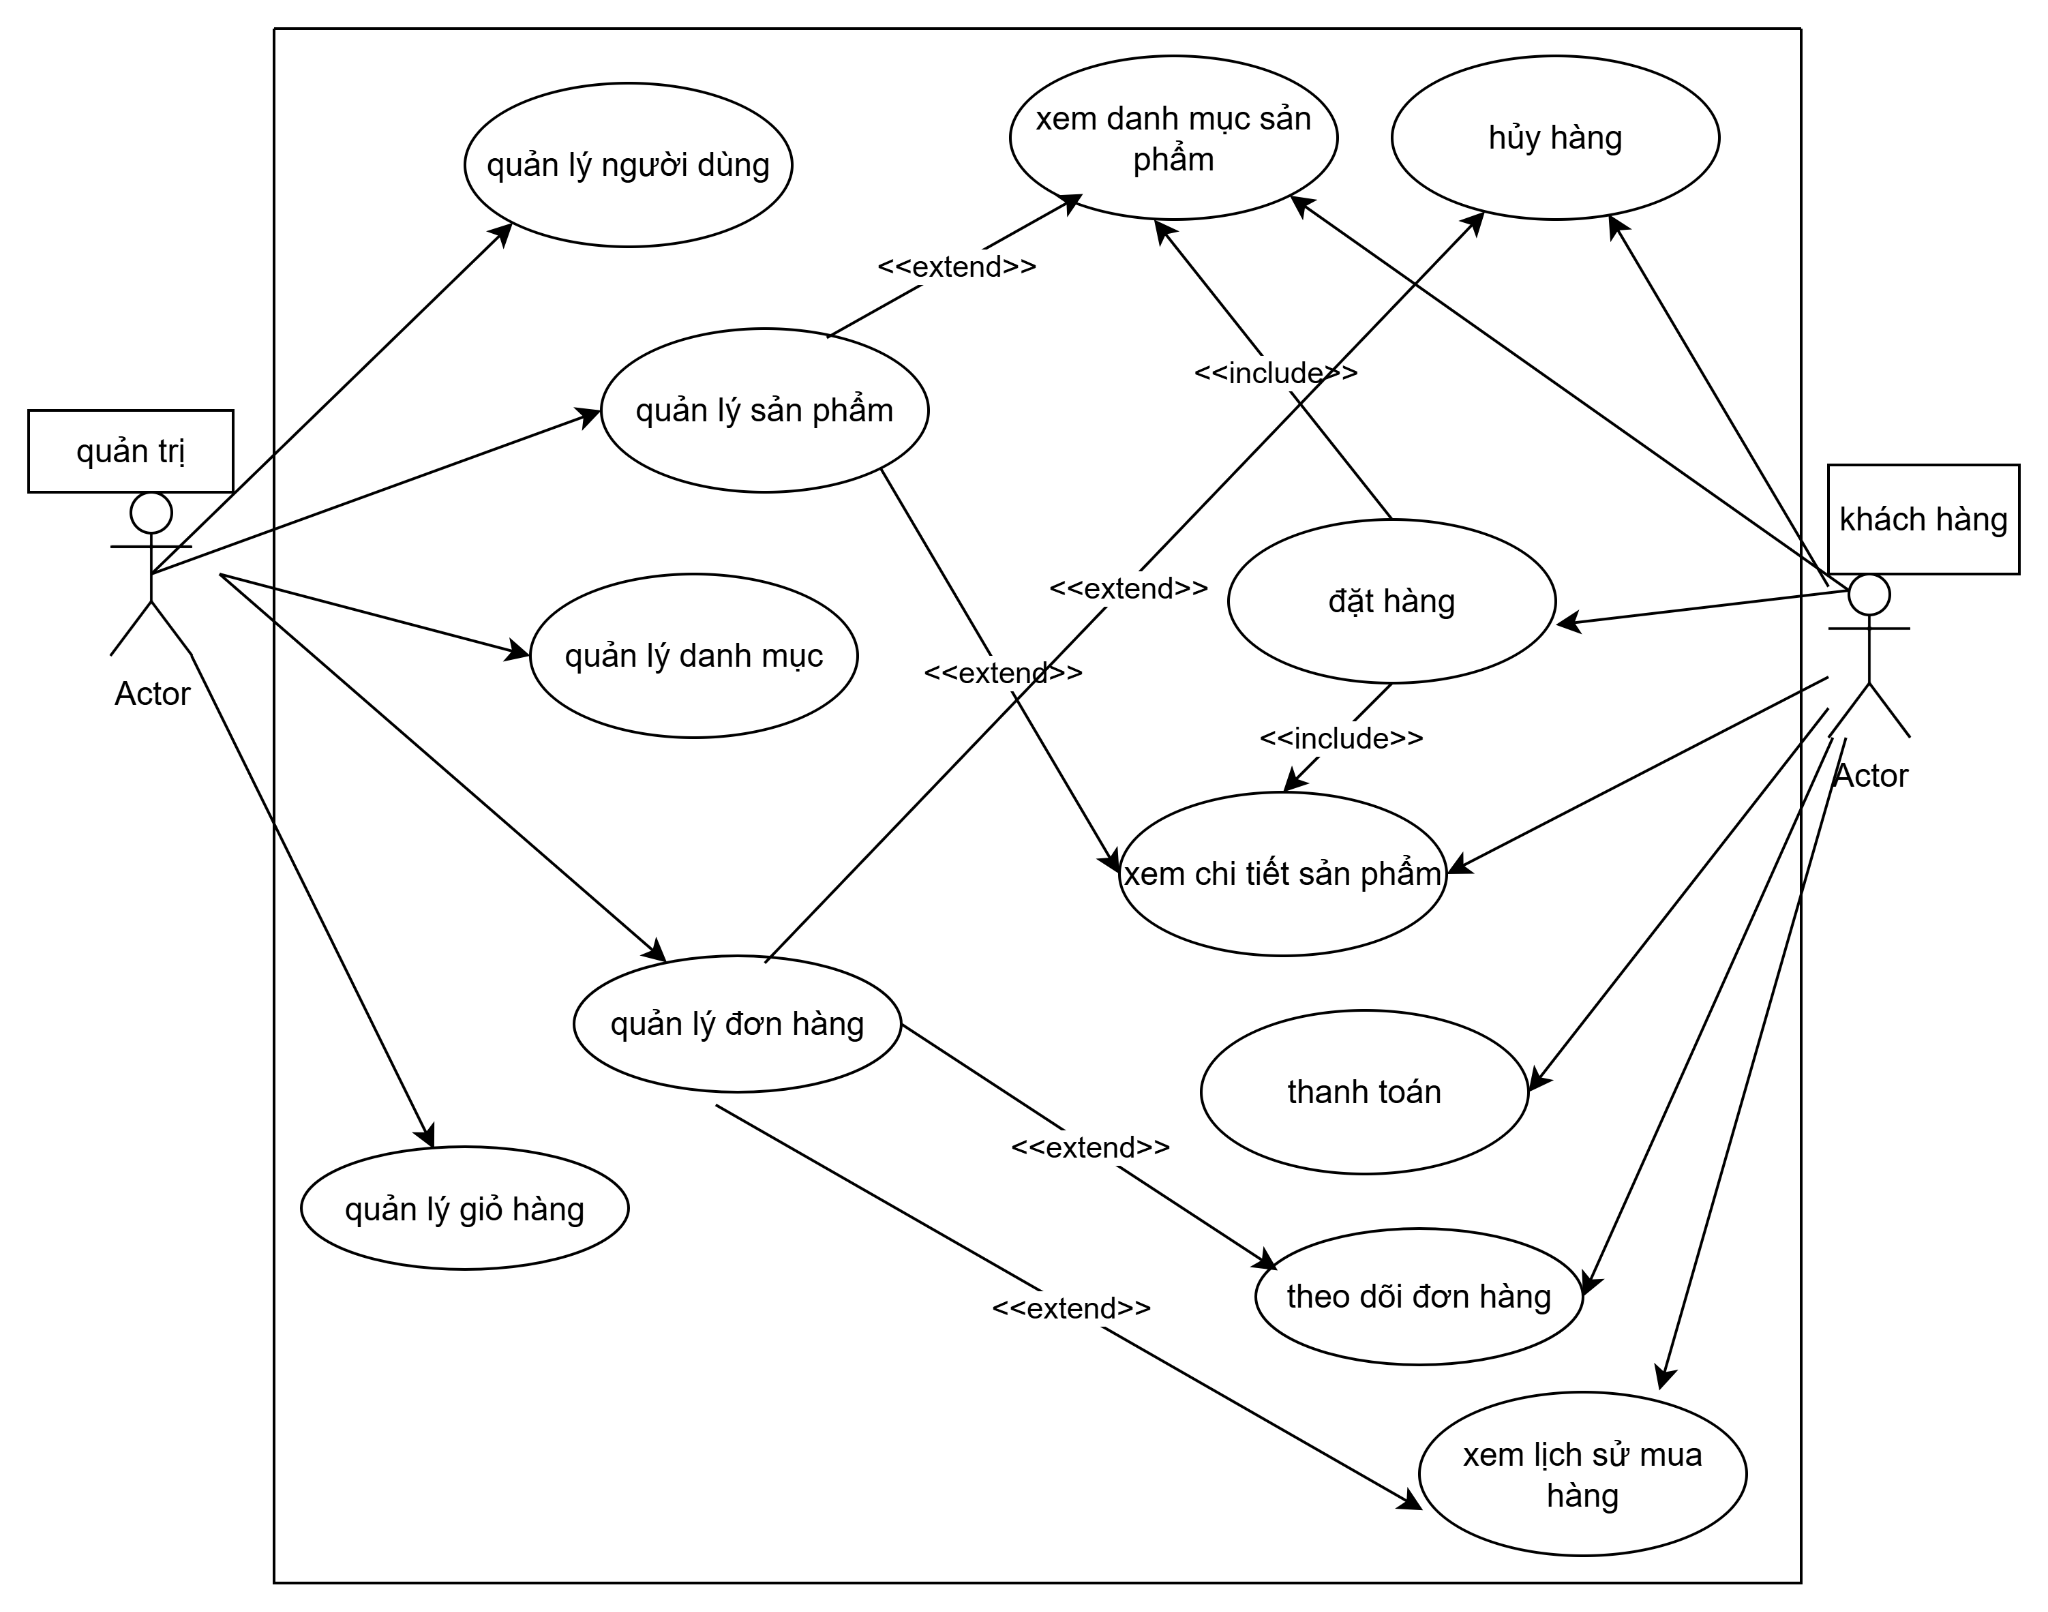 xem danh mục sản
phẩm
hủy hàng
quản lý người dùng
<<extend>>
<<include>>
quản lý sản phẩm
quản trị
khách hàng
<<extend>>
đặt hàng
quản lý danh mục
<<extend>>
Actor
<<include>>
Actor
xem chi tiết sản phẩm
quản lý đơn hàng
thanh toán
<<extend>>
quản lý giỏ hàng
theo dõi đơn hàng
<<extend>>
xem lịch sử mua
hàng